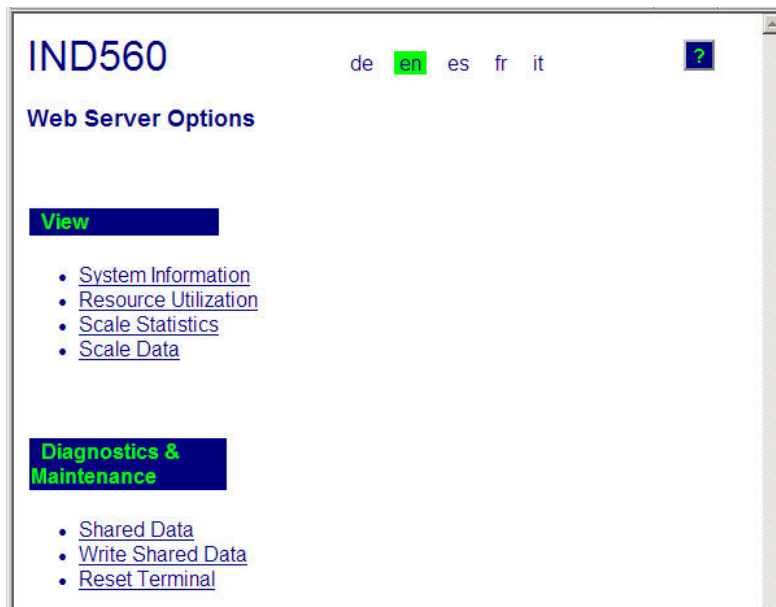 IND560
de en es fr it
?
Web Server Options
View
System Information
Resource Utilization
Scale Statistics
Scale Data
Diagnostics &
Maintenance
Shared Data
Write Shared Data
Reset Terminal